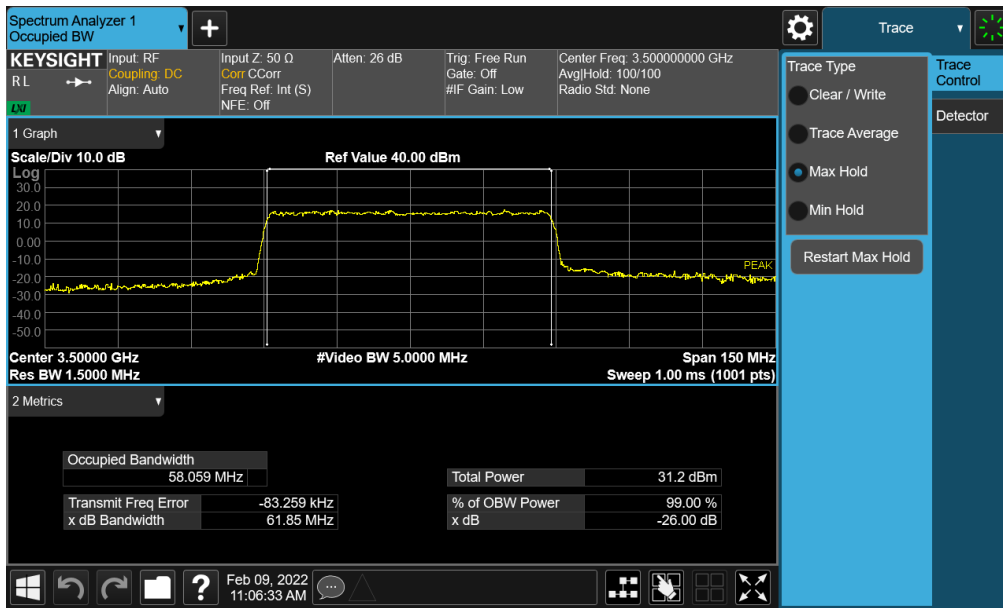 Spectrum Analyzer 1
Occupied BW
+
Trace
KEYSIGHT
R L
LXI
Input: RF
Coupling: DC
Align: Auto
Input Z: 50 Ω
Corr CCorr
Freq Ref: Int (S)
NFE: Off
Atten: 26 dB
Trig: Free Run
Gate: Off
#IF Gain: Low
Center Freq: 3.500000000 GHz
Avg|Hold: 100/100
Radio Std: None
Trace Type
Clear / Write
Trace Average
Max Hold
Min Hold
Restart Max Hold
Trace
Control
Detector
1 Graph
Scale/Div 10.0 dB
Ref Value 40.00 dBm
Log
30.0
20.0
10.0
0.00
-10.0
-20.0
-30.0
-40.0
-50.0
PEAK
Center 3.50000 GHz
#Video BW 5.0000 MHz
Span 150 MHz
Res BW 1.5000 MHz
Sweep 1.00 ms (1001 pts)
2 Metrics
Occupied Bandwidth
58.059 MHz
Total Power 31.2 dBm
Transmit Freq Error -83.259 kHz
% of OBW Power 99.00 %
x dB Bandwidth 61.85 MHz
x dB -26.00 dB
?
Feb 09, 2022
11:06:33 AM